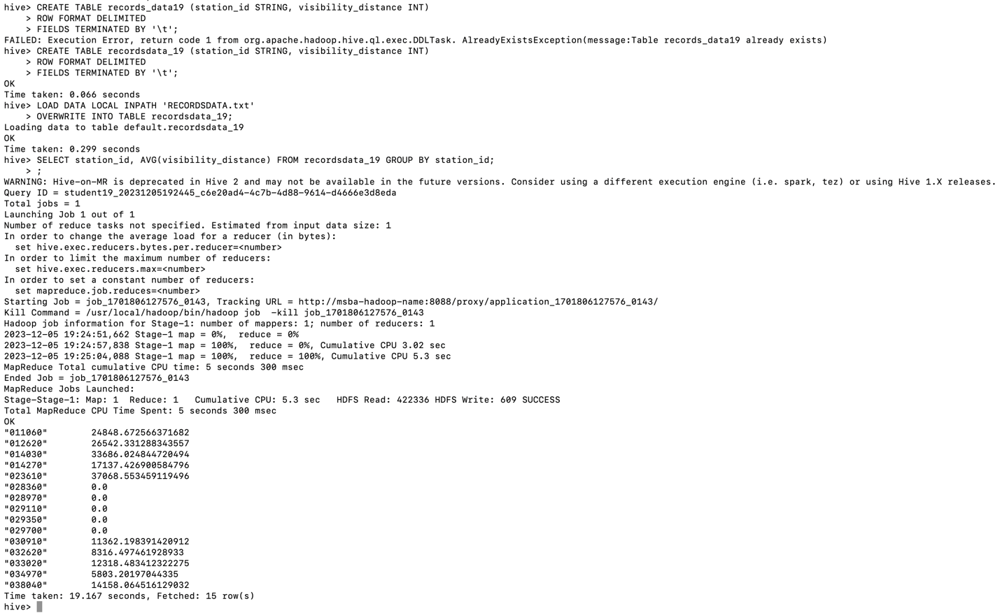 hive> CREATE TABLE records_data19 (station_id STRING, visibility_distance INT)
    > ROW FORMAT DELIMITED
    > FIELDS TERMINATED BY '\t';
FAILED: Execution Error, return code 1 from org.apache.hadoop.hive.ql.exec.DDLTask. AlreadyExistsException(message:Table records_data19 already exists)
hive> CREATE TABLE recordsdata_19 (station_id STRING, visibility_distance INT)
    > ROW FORMAT DELIMITED
    > FIELDS TERMINATED BY '\t';
OK
Time taken: 0.066 seconds
hive> LOAD DATA LOCAL INPATH 'RECORDSDATA.txt'
    > OVERWRITE INTO TABLE recordsdata_19;
Loading data to table default.recordsdata_19
OK
Time taken: 0.299 seconds
hive> SELECT station_id, AVG(visibility_distance) FROM recordsdata_19 GROUP BY station_id;
    > ;
WARNING: Hive-on-MR is deprecated in Hive 2 and may not be available in the future versions. Consider using a different execution engine (i.e. spark, tez) or using Hive 1.X releases.
Query ID = student19_20231205192445_c6e20ad4-4c7b-4d88-9614-d4666e3d8eda
Total jobs = 1
Launching Job 1 out of 1
Number of reduce tasks not specified. Estimated from input data size: 1
In order to change the average load for a reducer (in bytes):
  set hive.exec.reducers.bytes.per.reducer=<number>
In order to limit the maximum number of reducers:
  set hive.exec.reducers.max=<number>
In order to set a constant number of reducers:
  set mapreduce.job.reduces=<number>
Starting Job = job_1701806127576_0143, Tracking URL = http://msba-hadoop-name:8088/proxy/application_1701806127576_0143/
Kill Command = /usr/local/hadoop/bin/hadoop job  -kill job_1701806127576_0143
Hadoop job information for Stage-1: number of mappers: 1; number of reducers: 1
2023-12-05 19:24:51,662 Stage-1 map = 0%,  reduce = 0%
2023-12-05 19:24:57,838 Stage-1 map = 100%,  reduce = 0%, Cumulative CPU 3.02 sec
2023-12-05 19:25:04,088 Stage-1 map = 100%,  reduce = 100%, Cumulative CPU 5.3 sec
MapReduce Total cumulative CPU time: 5 seconds 300 msec
Ended Job = job_1701806127576_0143
MapReduce Jobs Launched:
Stage-Stage-1: Map: 1  Reduce: 1   Cumulative CPU: 5.3 sec   HDFS Read: 422336 HDFS Write: 609 SUCCESS
Total MapReduce CPU Time Spent: 5 seconds 300 msec
OK
"011060"        24848.672566371682
"012620"        26542.331288343557
"014030"        33686.024844720494
"014270"        17137.426900584796
"023610"        37068.553459119496
"028360"        0.0
"028970"        0.0
"029110"        0.0
"029350"        0.0
"029700"        0.0
"030910"        11362.198391420912
"032620"        8316.497461928933
"033020"        12318.483412322275
"034970"        5803.20197044335
"038040"        14158.064516129032
Time taken: 19.167 seconds, Fetched: 15 row(s)
hive>